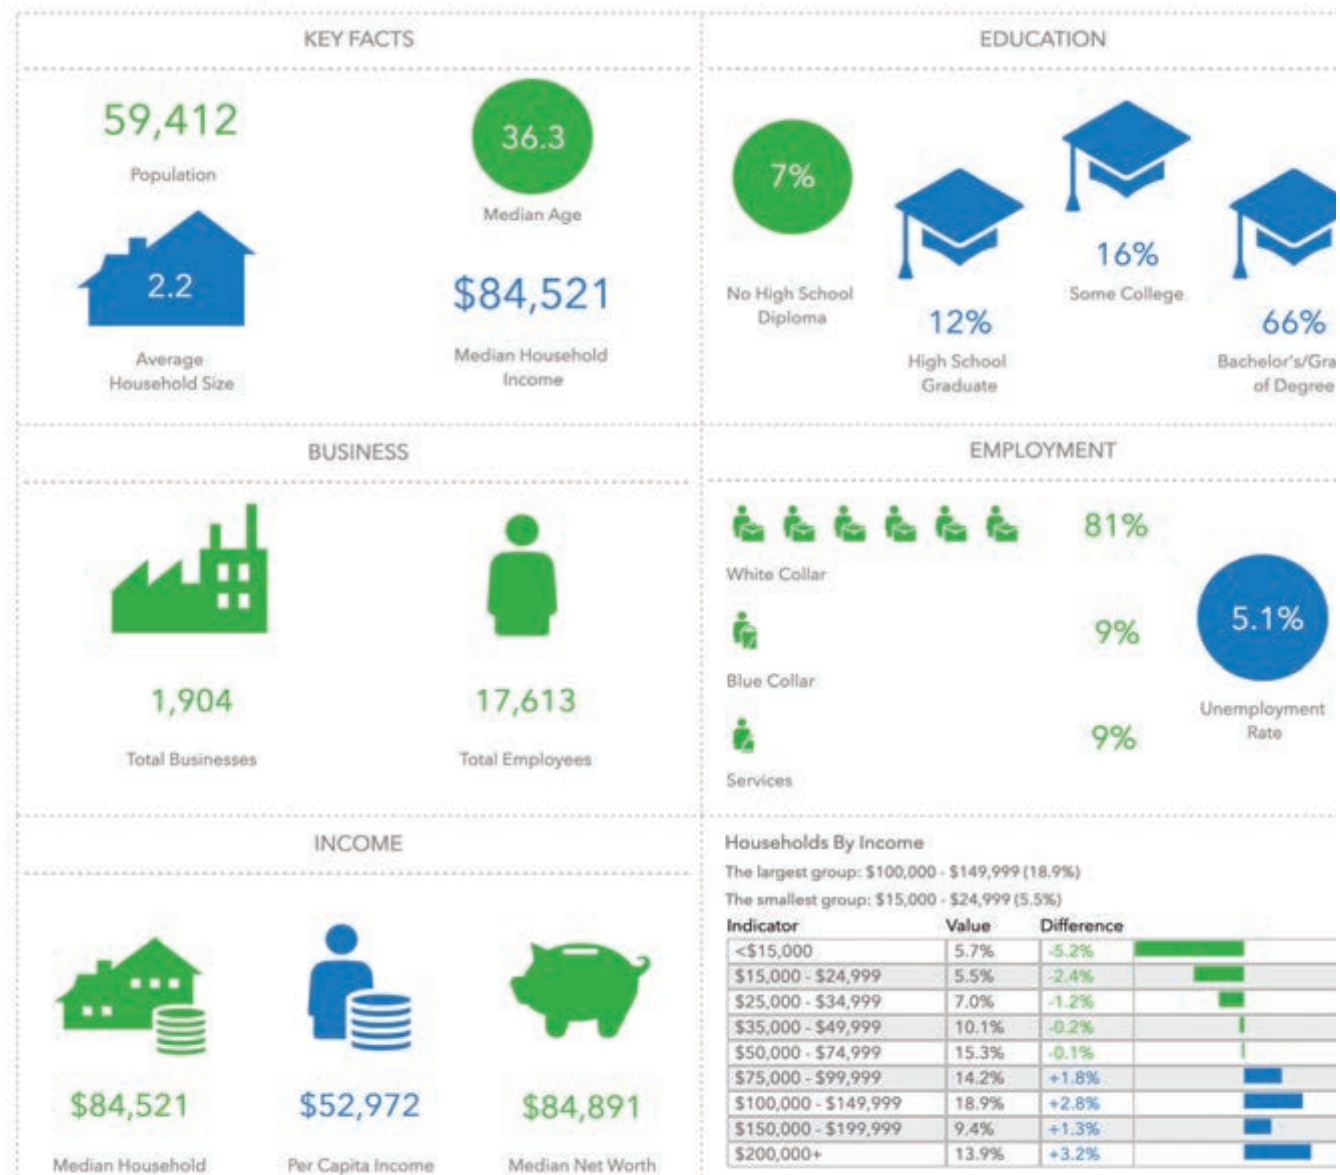 KEY FACTS
59,412
Population
36.3
Median Age
2.2
Average
Household Size
$84,521
Median Household
Income
EDUCATION
7%
No High School
Diploma
12%
High School
Graduate
16%
Some College
66%
Bachelor's/Gra
of Degree
BUSINESS
1,904
Total Businesses
17,613
Total Employees
EMPLOYMENT
81%
White Collar
9%
Blue Collar
9%
Services
5.1%
Unemployment
Rate
INCOME
$84,521
Median Household
$52,972
Per Capita Income
$84,891
Median Net Worth
Households By Income
The largest group: $100,000 - $149,999 (18.9%)
The smallest group: $15,000 - $24,999 (5.5%)
Indicator Value Difference
<$15,000 5.7% -5.2%
$15,000 - $24,999 5.5% -2.4%
$25,000 - $34,999 7.0% -1.2%
$35,000 - $49,999 10.1% -0.2%
$50,000 - $74,999 15.3% -0.1%
$75,000 - $99,999 14.2% +1.8%
$100,000 - $149,999 18.9% +2.8%
$150,000 - $199,999 9.4% +1.3%
$200,000+ 13.9% +3.2%